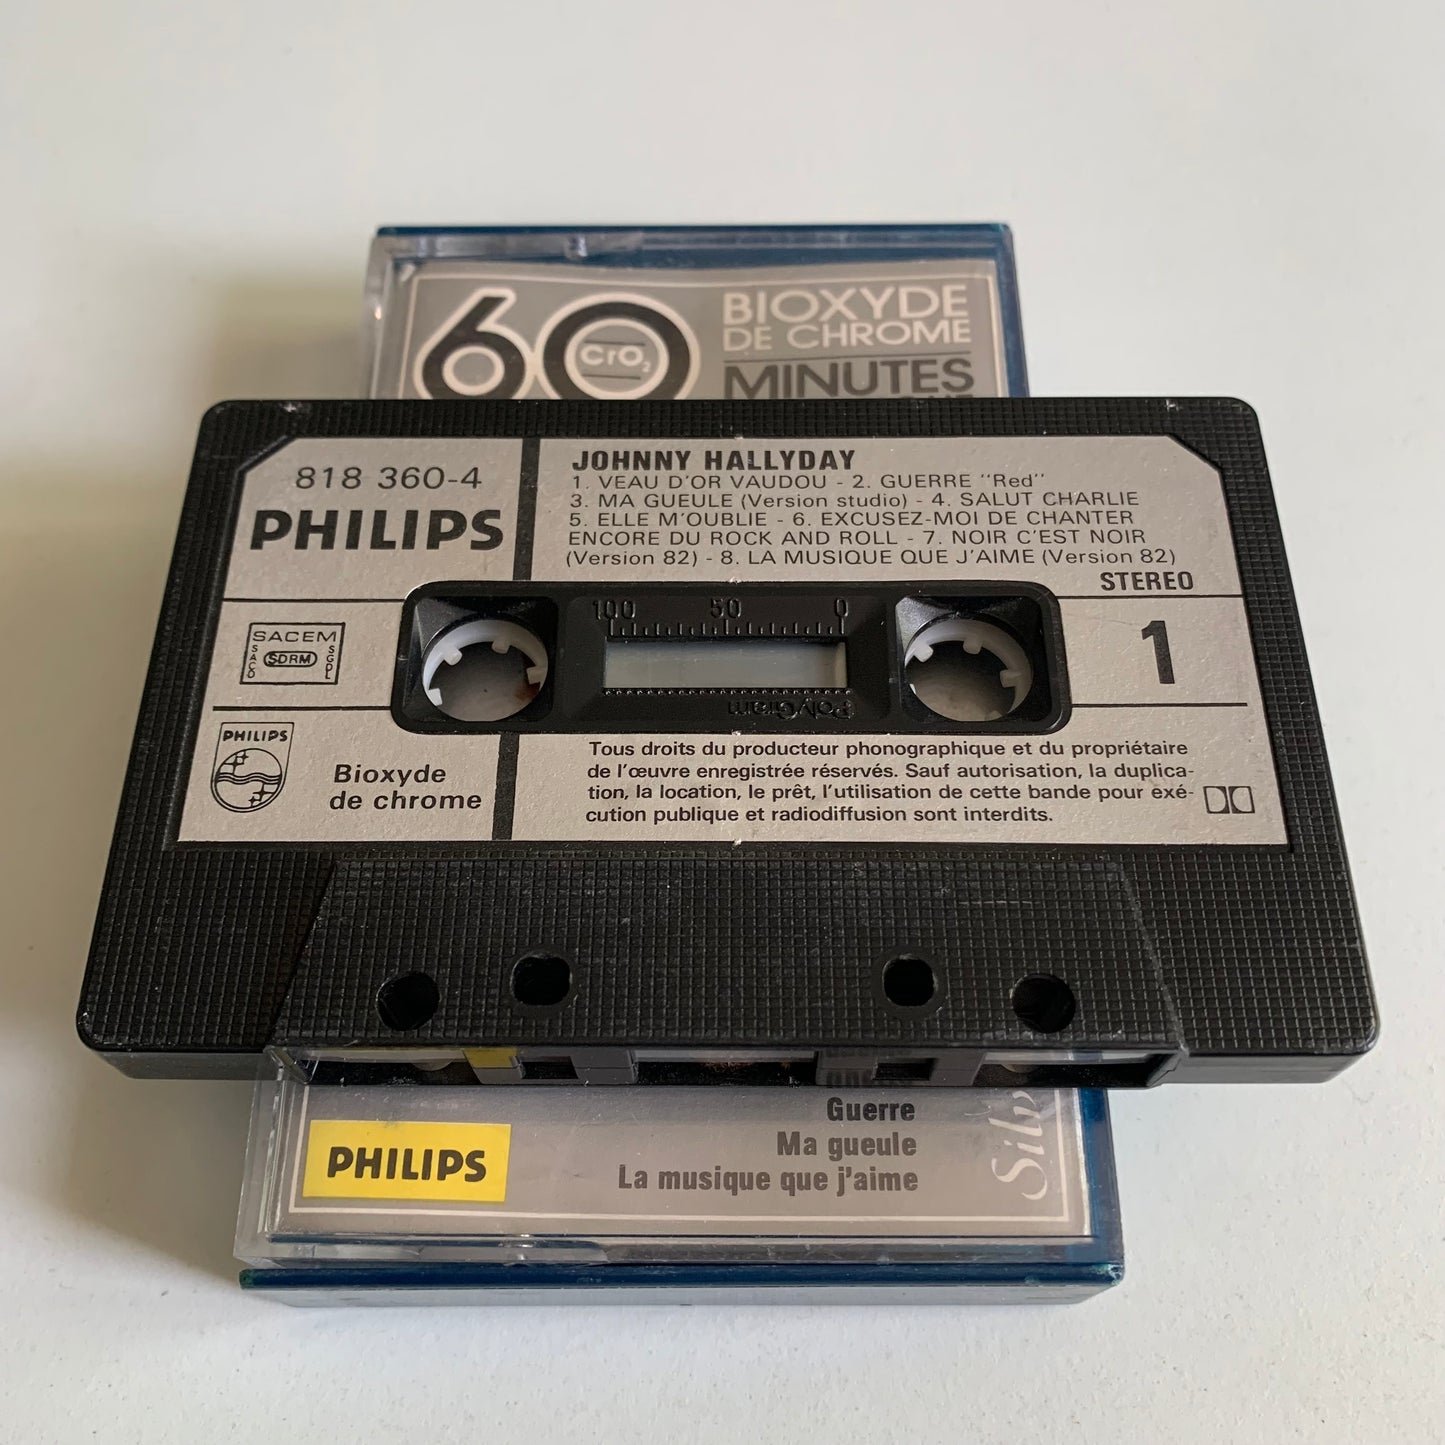 60
CrO2
BIOXYDE
DE CHROME
MINUTES
818 360-4
PHILIPS
JOHNNY HALLYDAY
1. VEAU D'OR VAUDOU - 2. GUERRE "Red"
3. MA GUEULE (Version studio) - 4. SALUT CHARLIE
5. ELLE M'OUBLIE - 6. EXCUSEZ-MOI DE CHANTER
ENCORE DU ROCK AND ROLL - 7. NOIR C'EST NOIR
(Version 82) - 8. LA MUSIQUE QUE J'AIME (Version 82)
STEREO
100 50 0
SACEM
SACD
SDRM
SGDL
1
PolyGram
PHILIPS
Bioxyde
de chrome
Tous droits du producteur phonographique et du propriétaire
de l'œuvre enregistrée réservés. Sauf autorisation, la duplica-
tion, la location, le prêt, l'utilisation de cette bande pour exé-
cution publique et radiodiffusion sont interdits.
Guerre
Ma gueule
La musique que j'aime
PHILIPS
Silv